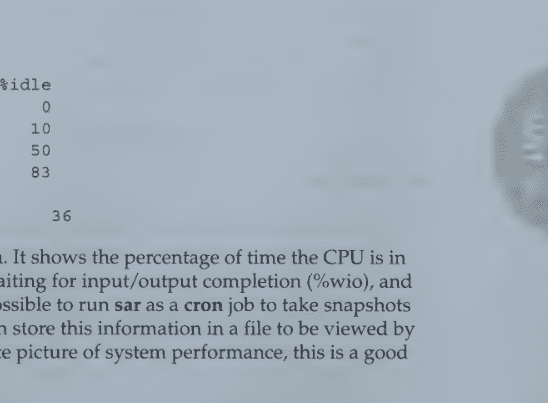 %idle
0
10
50
83
36
. It shows the percentage of time the CPU is in
aiting for input/output completion (%wio), and
ossible to run sar as a cron job to take snapshots
n store this information in a file to be viewed by
e picture of system performance, this is a good